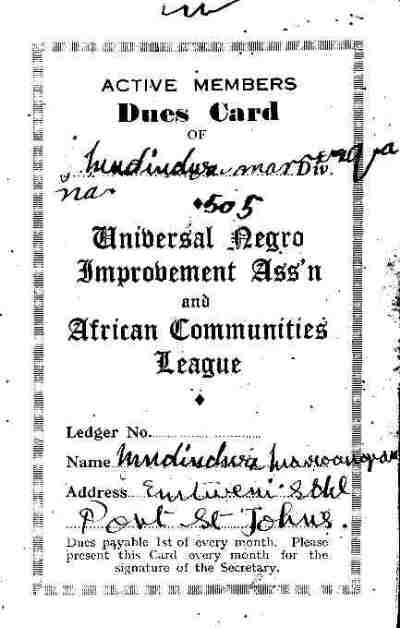 ACTIVE MEMBERS
Dues Card
OF
Div.
505
Universal Negro
Improvement Ass'n
and
African Communities
League
Ledger No.
Name
Address
Port St Johns.
Dues payable 1st of every month. Please
present this Card every month for the
signature of the Secretary.